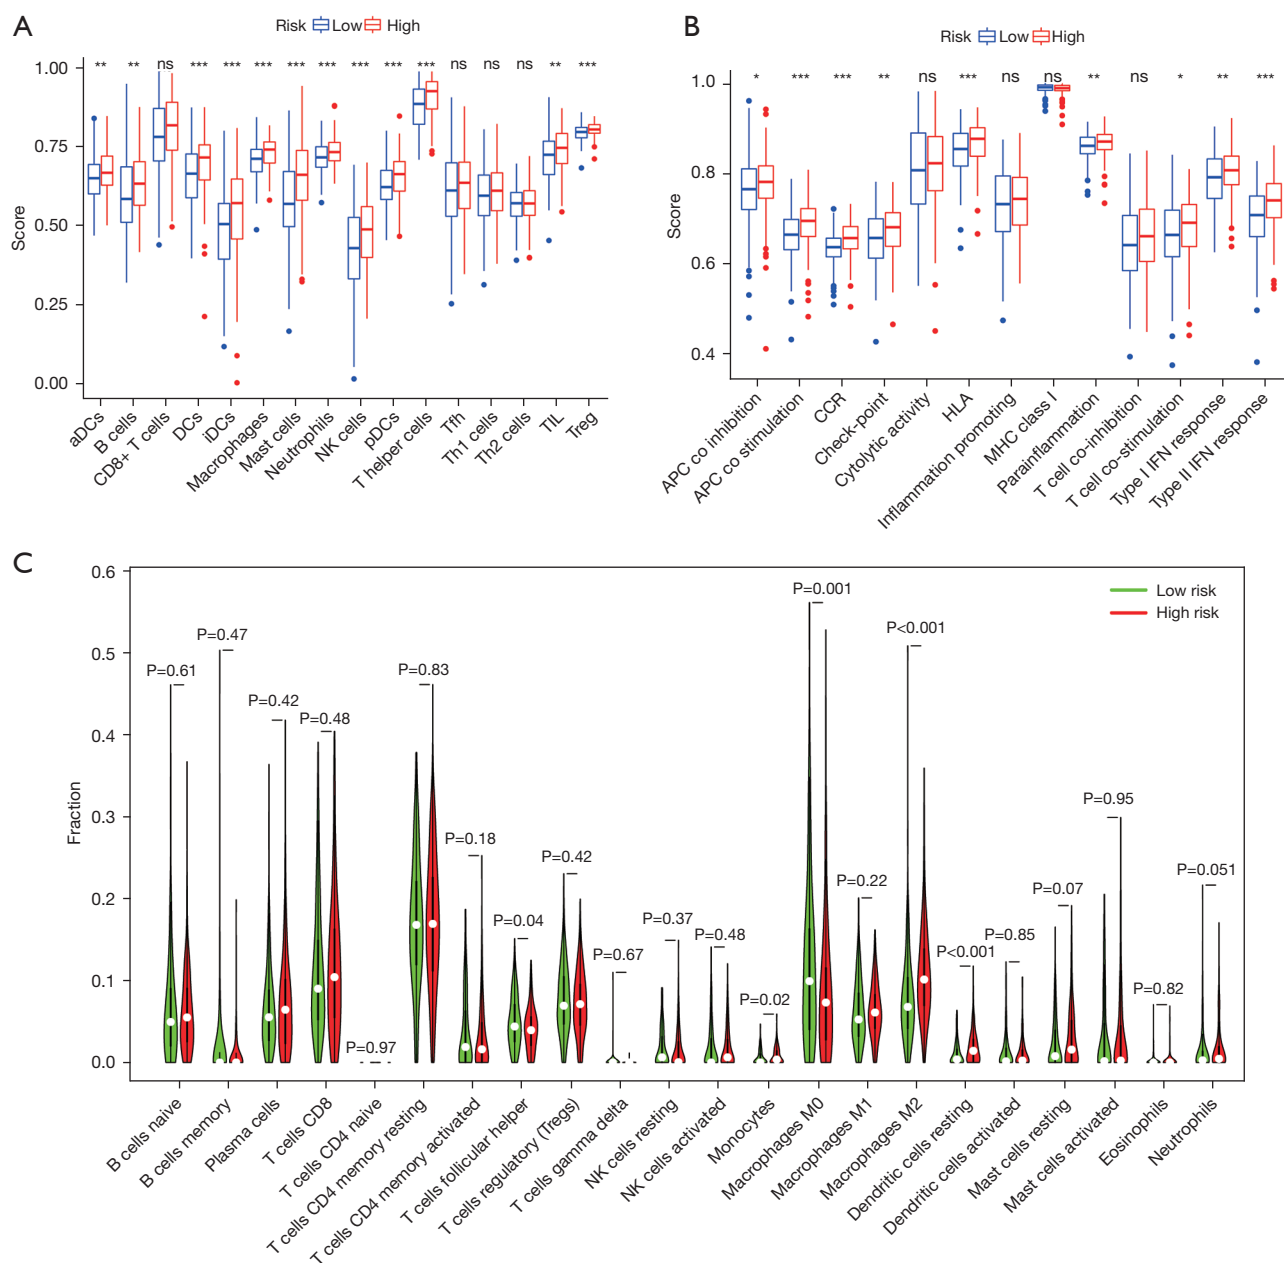 A
Risk Low High
** ** ns *** *** *** *** *** *** *** *** ns ns ns ** ***
1.00
0.75
0.50
0.25
0.00
Score
aDCs
B cells
CD8+ T cells
DCs
iDCs
Macrophages
Mast cells
Neutrophils
NK cells
pDCs
T helper cells
Tfh
Th1 cells
Th2 cells
TIL
Treg
B
Risk Low High
* *** *** ** ns *** ns ns ** ns * ** ***
1.0
0.8
0.6
0.4
Score
APC co inhibition
APC co stimulation
CCR
Check-point
Cytolytic activity
HLA
Inflammation promoting
MHC class I
Parainflammation
T cell co-inhibition
T cell co-stimulation
Type I IFN response
Type II IFN response
C
0.6
0.5
0.4
0.3
0.2
0.1
0.0
Fraction
Low risk
High risk
P=0.61
P=0.47
P=0.42
P=0.48
P=0.97
P=0.83
P=0.18
P=0.04
P=0.42
P=0.67
P=0.37
P=0.48
P=0.02
P=0.001
P=0.22
P<0.001
P<0.001
P=0.85
P=0.07
P=0.95
P=0.82
P=0.051
B cells naive
B cells memory
Plasma cells
T cells CD8
T cells CD4 naive
T cells CD4 memory resting
T cells CD4 memory activated
T cells follicular helper
T cells regulatory (Tregs)
T cells gamma delta
NK cells resting
NK cells activated
Monocytes
Macrophages M0
Macrophages M1
Macrophages M2
Dendritic cells resting
Dendritic cells activated
Mast cells resting
Mast cells activated
Eosinophils
Neutrophils